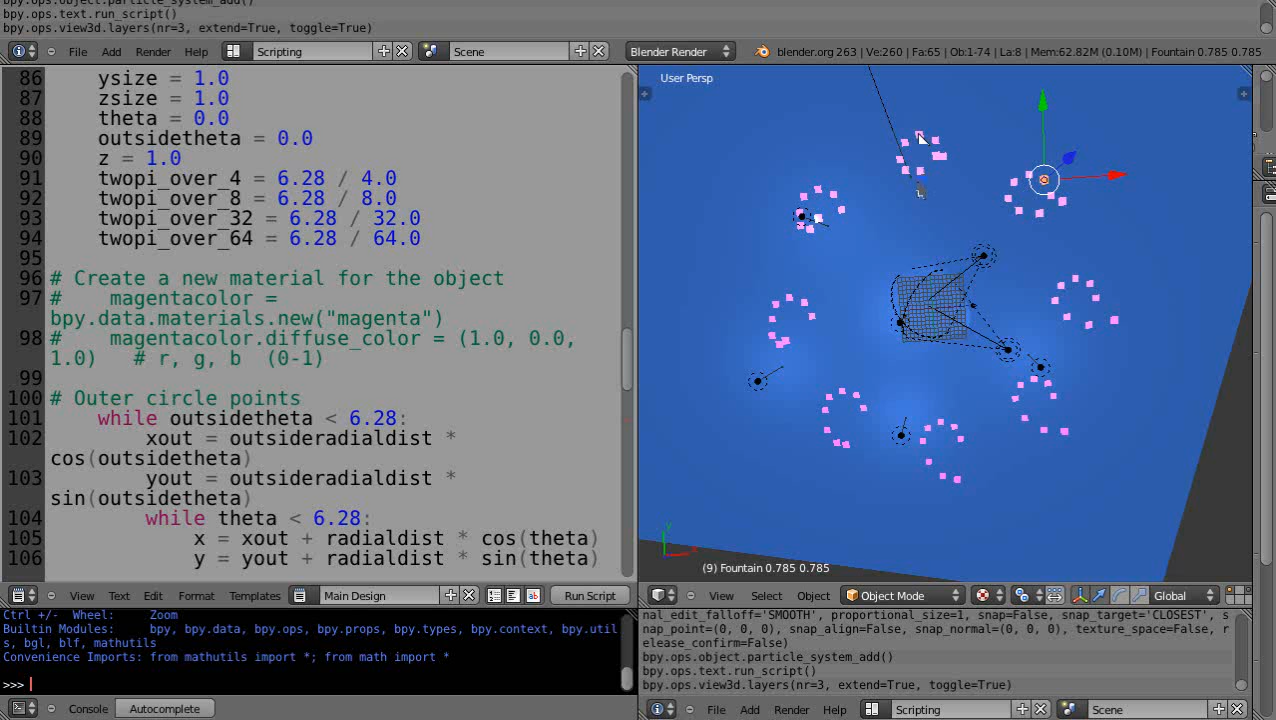 bpy.ops.object.particle_system_add()
bpy.ops.text.run_script()
bpy.ops.view3d.layers(nr=3, extend=True, toggle=True)
File Add Render Help Scripting Scene Blender Render blender.org 263 | Ve:260 | Fa:65 | Ob:1-74 | La:8 | Mem:62.82M (0.10M) | Fountain 0.785 0.785
86 ysize = 1.0
87 zsize = 1.0
88 theta = 0.0
89 outsidetheta = 0.0
90 z = 1.0
91 twopi_over_4 = 6.28 / 4.0
92 twopi_over_8 = 6.28 / 8.0
93 twopi_over_32 = 6.28 / 32.0
94 twopi_over_64 = 6.28 / 64.0
95
96 # Create a new material for the object
97 #    magentacolor =
bpy.data.materials.new("magenta")
98 #    magentacolor.diffuse_color = (1.0, 0.0,
1.0)   # r, g, b  (0-1)
99
100 # Outer circle points
101 while outsidetheta < 6.28:
102 xout = outsideradialdist *
cos(outsidetheta)
103 yout = outsideradialdist *
sin(outsidetheta)
104 while theta < 6.28:
105 x = xout + radialdist * cos(theta)
106 y = yout + radialdist * sin(theta)
User Persp
y
x
(9) Fountain 0.785 0.785
View Text Edit Format Templates Main Design Run Script
View Select Object Object Mode Global
Ctrl +/-  Wheel:     Zoom
Builtin Modules:     bpy, bpy.data, bpy.ops, bpy.props, bpy.types, bpy.context, bpy.util
s, bgl, blf, mathutils
Convenience Imports: from mathutils import *; from math import *
>>>
Console Autocomplete
nal_edit_falloff='SMOOTH', proportional_size=1, snap=False, snap_target='CLOSEST', s
nap_point=(0, 0, 0), snap_align=False, snap_normal=(0, 0, 0), texture_space=False, r
elease_confirm=False)
bpy.ops.object.particle_system_add()
bpy.ops.text.run_script()
bpy.ops.view3d.layers(nr=3, extend=True, toggle=True)
File Add Render Help Scripting Scene